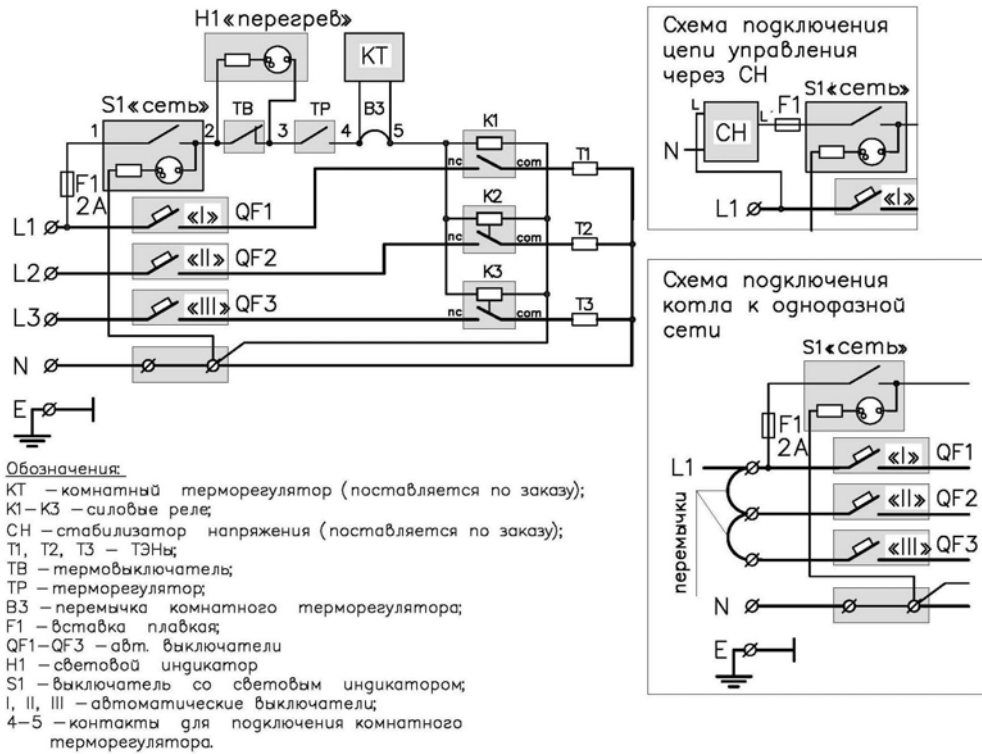 H1«перегрев»
КТ
S1«сеть»
ТВ
ТР
В3
1
2
3
4
5
K1
nc
com
T1
F1
2А
«I»
QF1
L1
K2
«II»
QF2
L2
com
T2
K3
«III»
QF3
L3
nc
com
T3
N
E
Обозначения:
КТ – комнатный терморегулятор (поставляется по заказу);
К1–К3 – силовые реле;
СН – стабилизатор напряжения (поставляется по заказу);
Т1, Т2, Т3 – ТЭНы;
ТВ – термовыключатель;
ТР – терморегулятор;
В3 – перемычка комнатного терморегулятора;
F1 – вставка плавкая;
QF1–QF3 – авт. выключатели
Н1 – световой индикатор
S1 – выключатель со световым индикатором;
I, II, III – автоматические выключатели;
4–5 – контакты для подключения комнатного
терморегулятора.
Схема подключения
цепи управления
через СН
S1«сеть»
F1
L
СН
L
N
«I»
L1
Схема подключения
котла к однофазной
сети
S1«сеть»
F1
2А
L1
«I»
QF1
«II»
QF2
«III»
QF3
перемычки
N
E